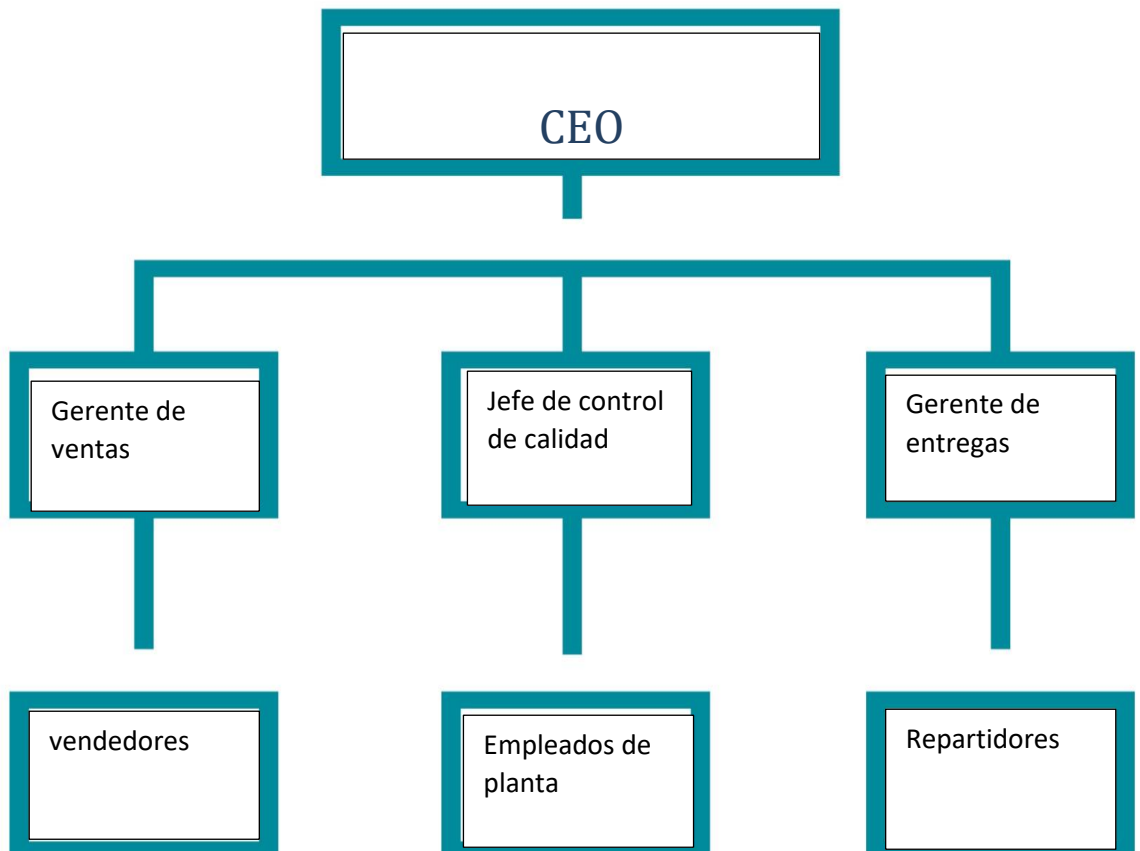 CEO
Gerente de
ventas
Jefe de control
de calidad
Gerente de
entregas
vendedores
Empleados de
planta
Repartidores